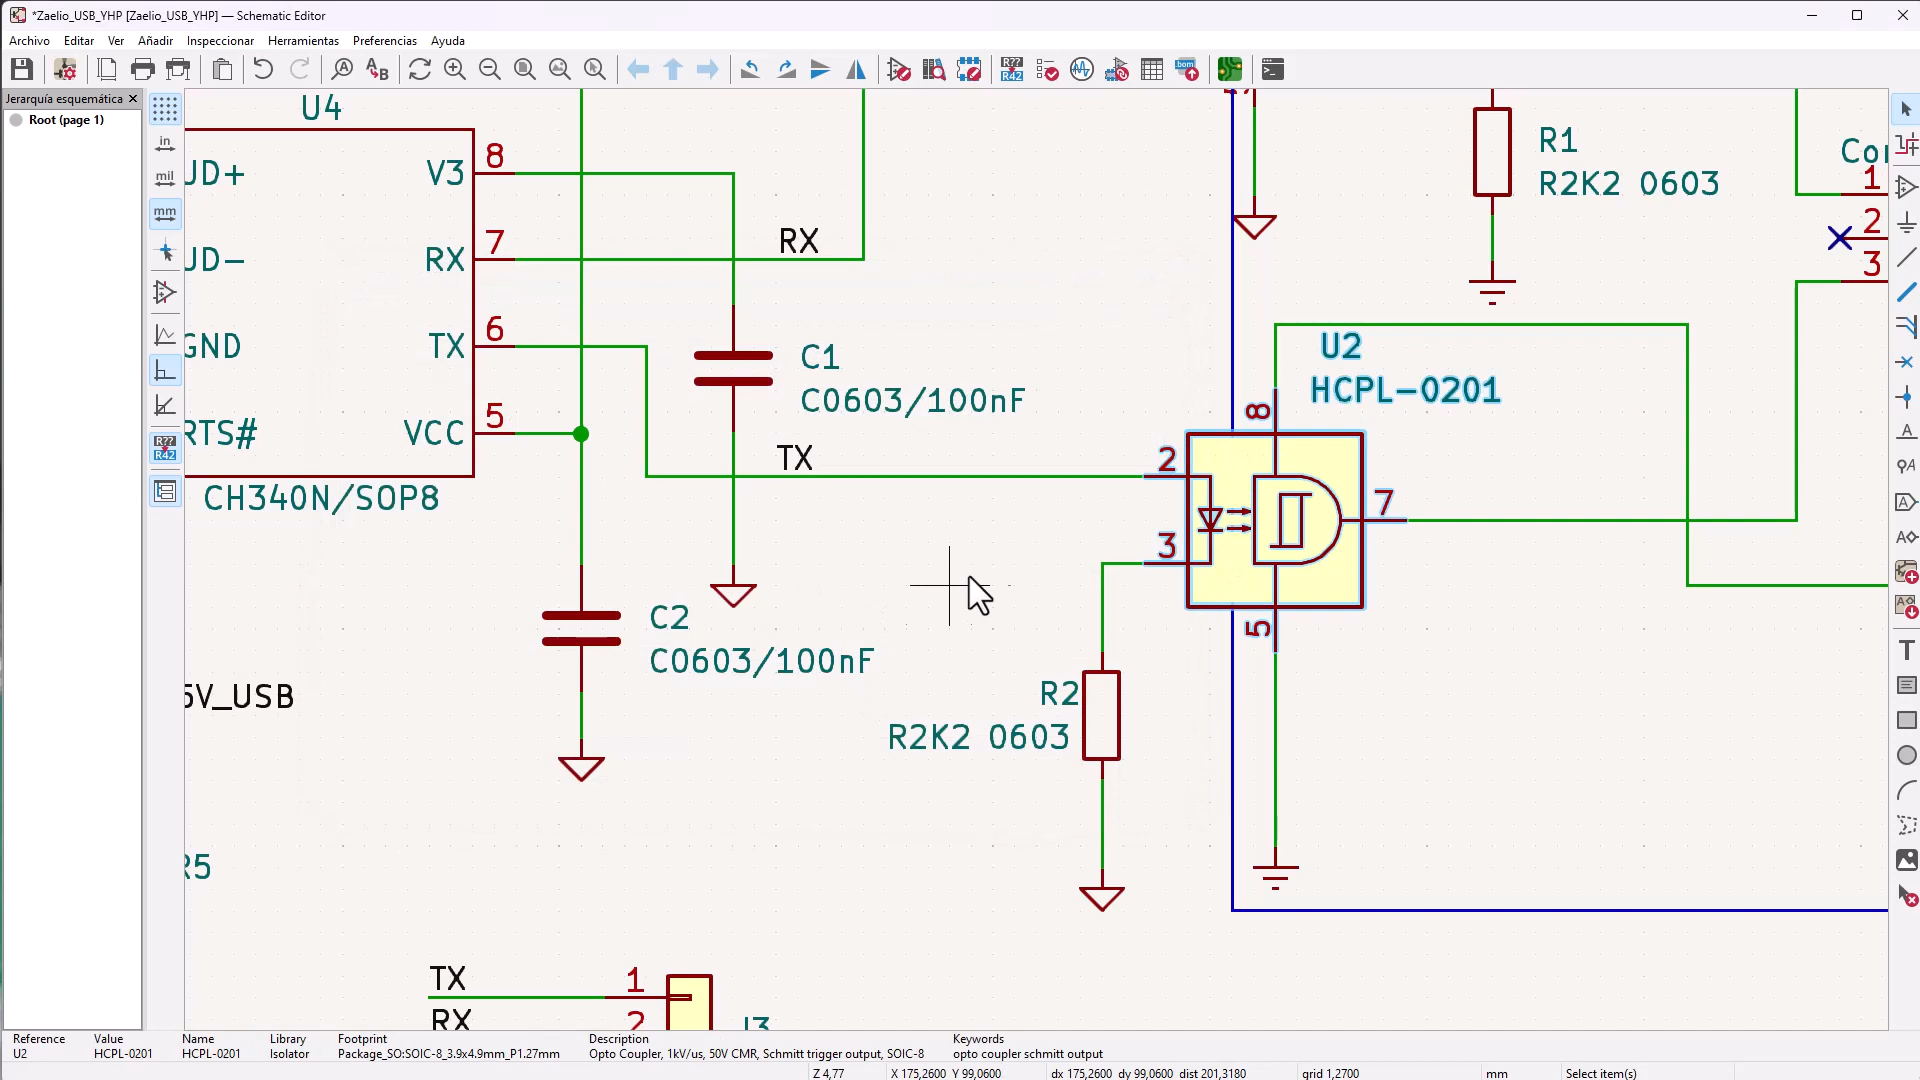 *Zaelio_USB_YHP [Zaelio_USB_YHP] — Schematic Editor
Archivo Editar Ver Añadir Inspeccionar Herramientas Preferencias Ayuda
Jerarquía esquemática
Root (page 1)
in
mil
mm
R??
R42
bom
U4
UD+
UD-
GND
RTS#
V3
RX
TX
VCC
8
7
6
5
CH340N/SOP8
RX
TX
C1
C0603/100nF
C2
C0603/100nF
5V_USB
R5
R2
R2K2 0603
R1
R2K2 0603
U2
HCPL-0201
8
2
3
7
5
1
2
3
TX
RX
1
2
J3
Reference Value Name Library Footprint Description Keywords
U2 HCPL-0201 HCPL-0201 Isolator Package_SO:SOIC-8_3.9x4.9mm_P1.27mm Opto Coupler, 1kV/us, 50V CMR, Schmitt trigger output, SOIC-8 opto coupler schmitt output
Z 4,77 X 175,2600 Y 99,0600 dx 175,2600 dy 99,0600 dist 201,3180 grid 1,2700 mm Select item(s)